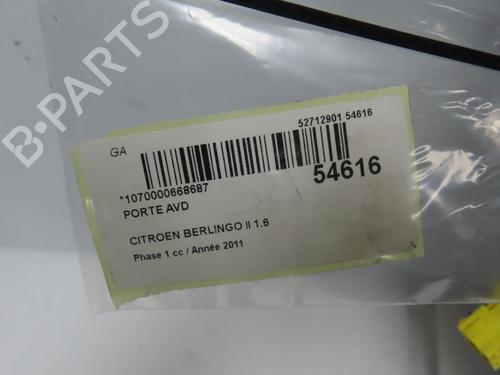 GA
52712901 54616
*1070000668687
54616
PORTE AVD
CITROEN BERLINGO II 1.6
Phase 1 cc / Année 2011
B-PARTS